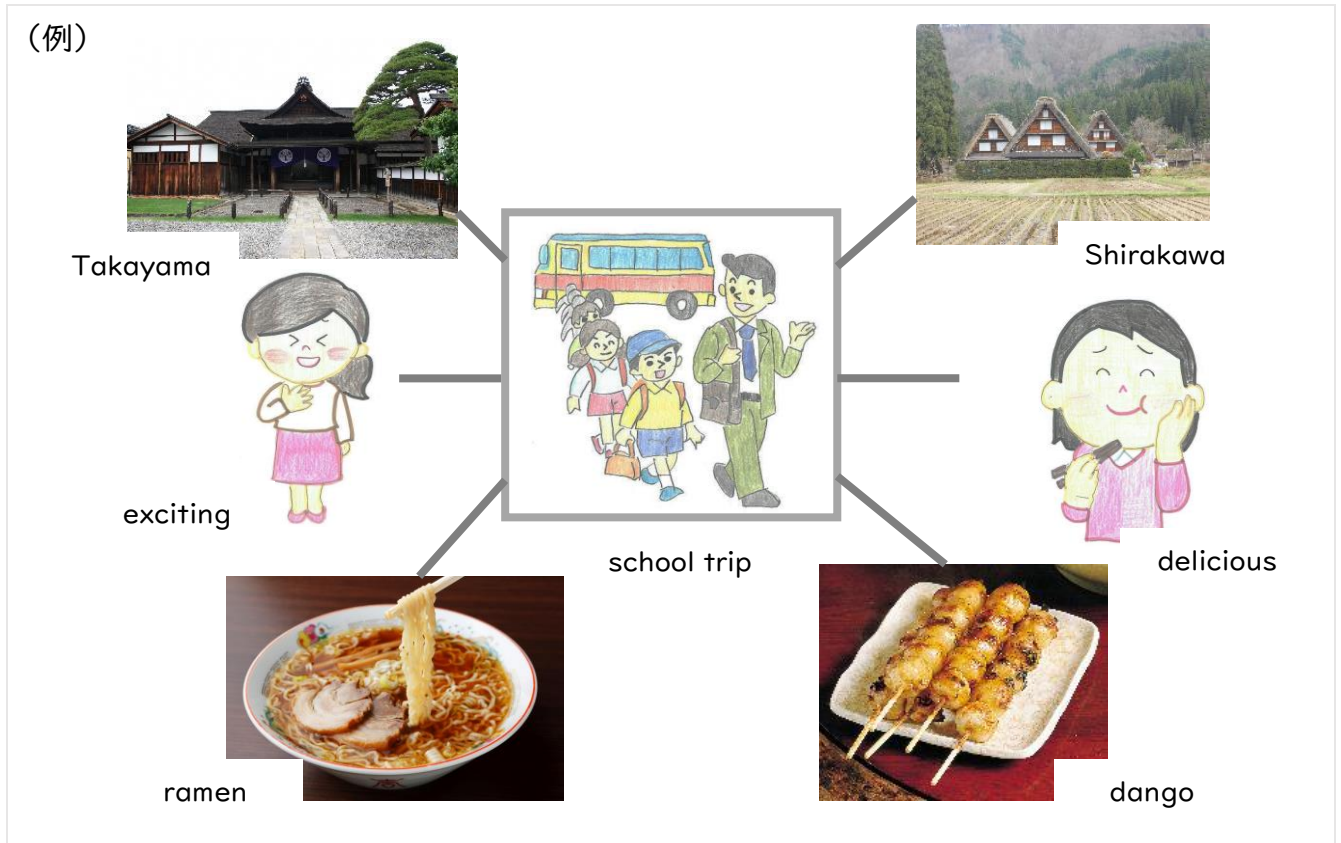 (例)
Takayama
Shirakawa
exciting
school trip
delicious
ramen
dango